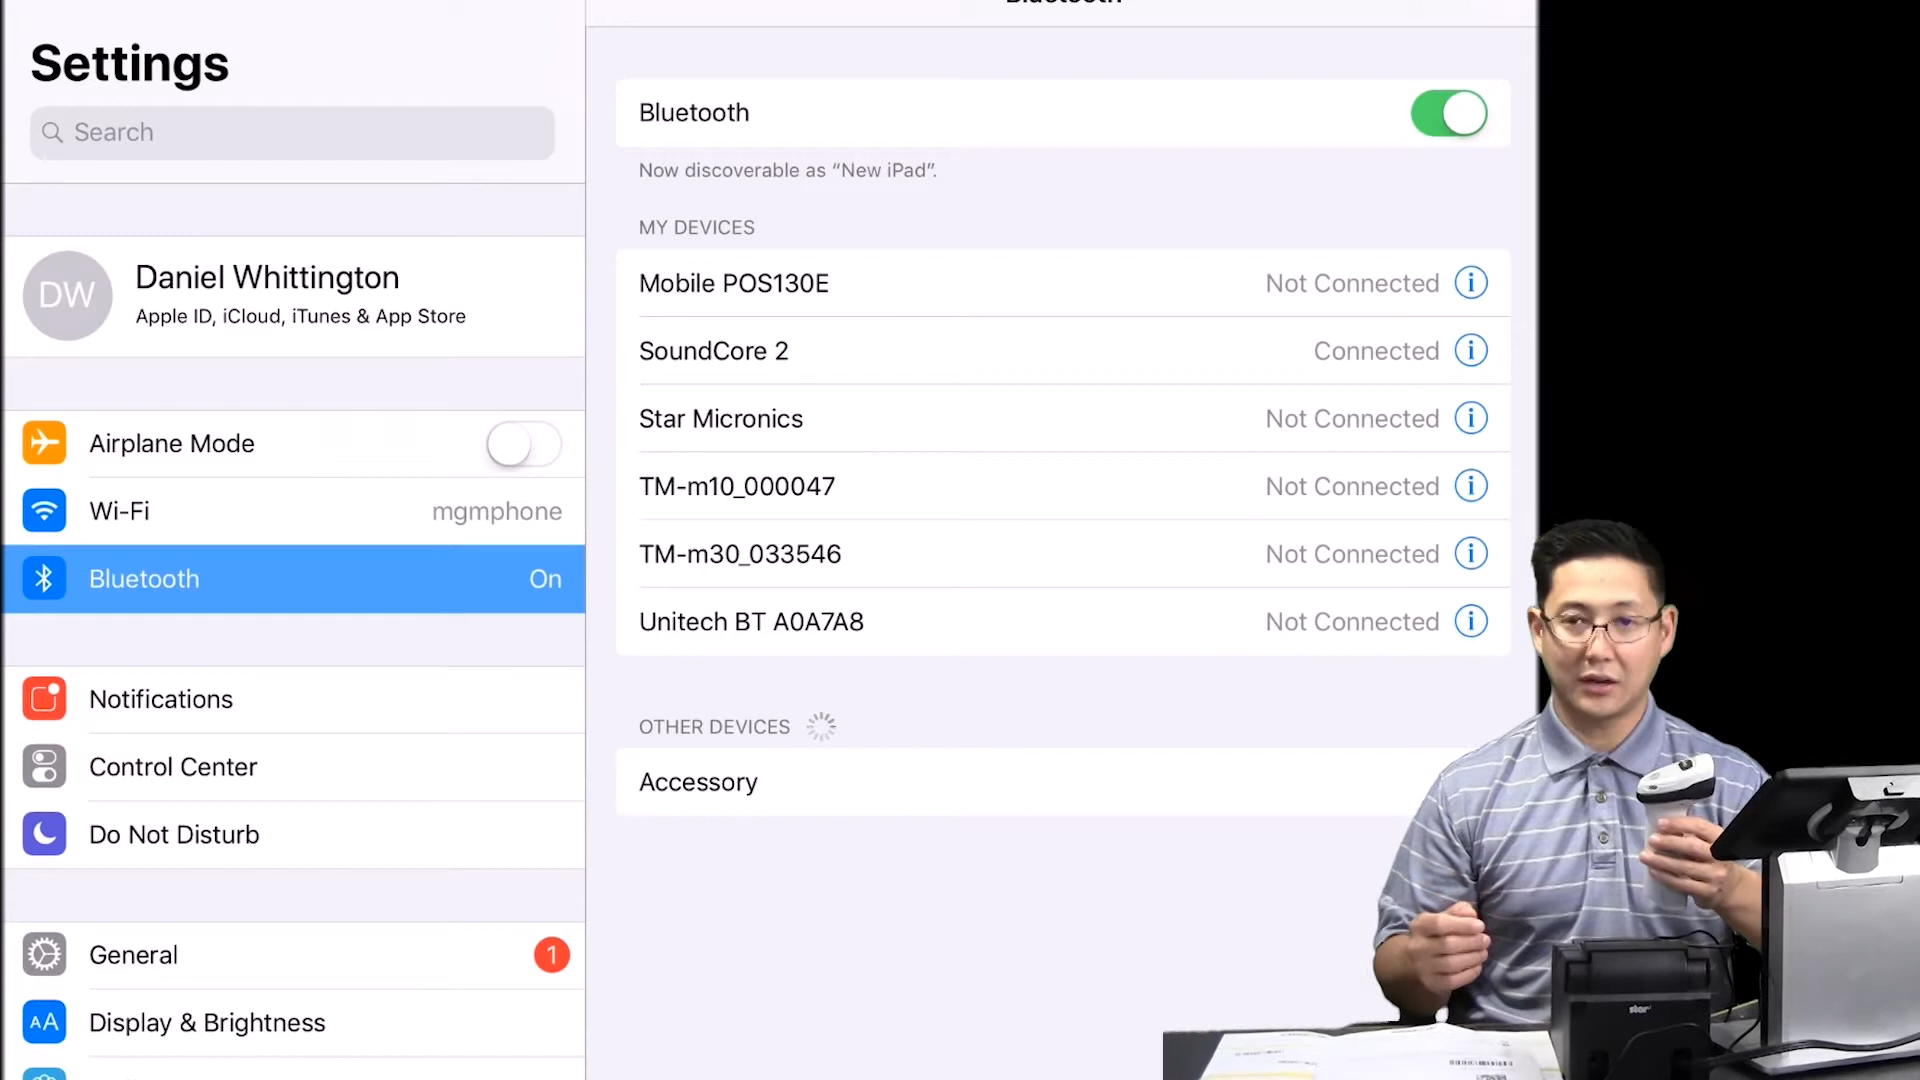 Settings
Search
DW
Daniel Whittington
Apple ID, iCloud, iTunes & App Store
Airplane Mode
Wi-Fi mgmphone
Bluetooth On
Notifications
Control Center
Do Not Disturb
General 1
AA Display & Brightness
Bluetooth
Bluetooth
Now discoverable as “New iPad”.
MY DEVICES
Mobile POS130E Not Connected i
SoundCore 2 Connected i
Star Micronics Not Connected i
TM-m10_000047 Not Connected i
TM-m30_033546 Not Connected i
Unitech BT A0A7A8 Not Connected i
OTHER DEVICES
Accessory
star